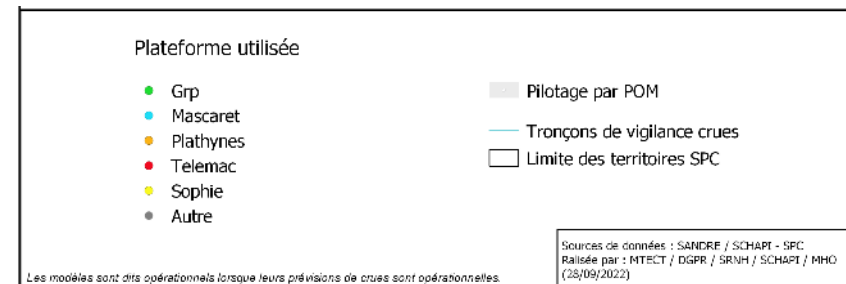 Plateforme utilisée
Grp
Mascaret
Plathynes
Telemac
Sophie
Autre
Pilotage par POM
Tronçons de vigilance crues
Limite des territoires SPC
Les modèles sont dits opérationnels lorsque leurs prévisions de crues sont opérationnelles.
Sources de données : SANDRE / SCHAPI - SPC
Ralisée par : MTECT / DGPR / SRNH / SCHAPI / MHO
(28/09/2022)